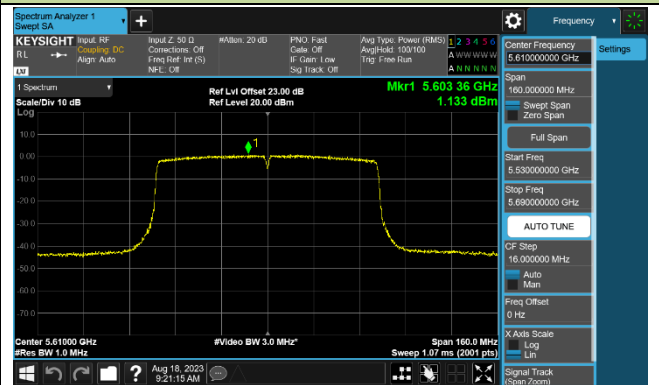 Spectrum Analyzer 1
Swept SA
Frequency
KEYSIGHT
RL
LXI
Input: RF
Coupling: DC
Align: Auto
Input Z: 50 Ω
Corrections: Off
Freq Ref: Int (S)
NFE: Off
#Atten: 20 dB
PNO: Fast
Gate: Off
IF Gain: Low
Sig Track: Off
Avg Type: Power (RMS)
Avg|Hold: 100/100
Trig: Free Run
1 2 3 4 5 6
A W W W W W
A N N N N N
1 Spectrum
Scale/Div 10 dB
Log
Ref Lvl Offset 23.00 dB
Ref Level 20.00 dBm
Mkr1 5.603 36 GHz
1.133 dBm
10.0
0.00
-10.0
-20.0
-30.0
-40.0
-50.0
-60.0
-70.0
1
Center 5.61000 GHz
#Res BW 1.0 MHz
#Video BW 3.0 MHz*
Span 160.0 MHz
Sweep 1.07 ms (2001 pts)
Aug 18, 2023
9:21:15 AM
Center Frequency
5.610000000 GHz
Settings
Span
160.000000 MHz
Swept Span
Zero Span
Full Span
Start Freq
5.530000000 GHz
Stop Freq
5.690000000 GHz
AUTO TUNE
CF Step
16.000000 MHz
Auto
Man
Freq Offset
0 Hz
X Axis Scale
Log
Lin
Signal Track
(Span Zoom)